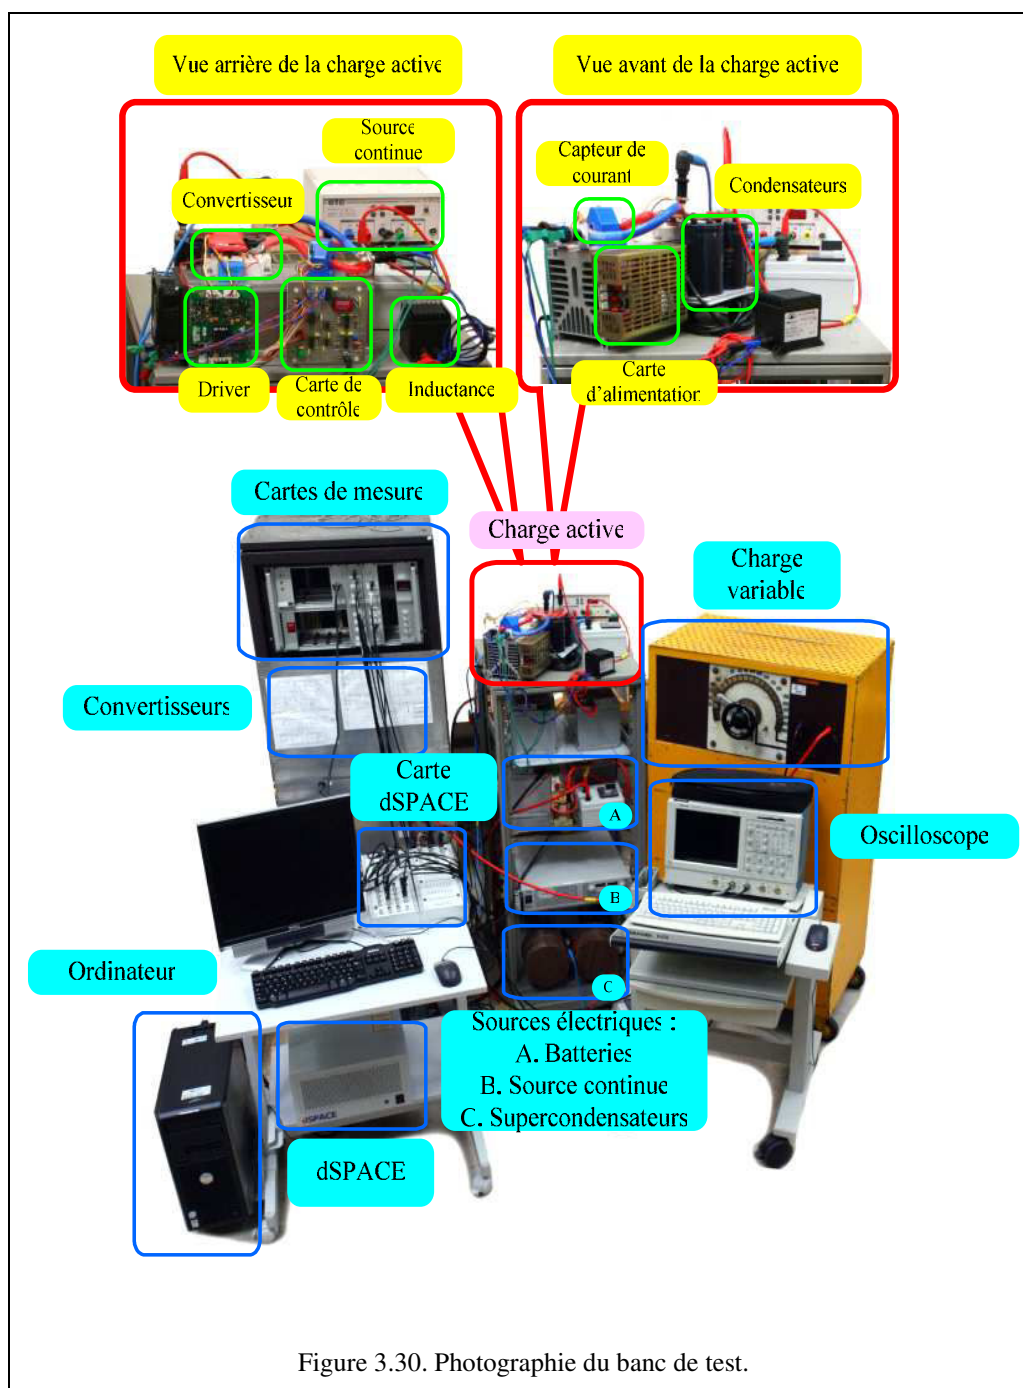 Vue arrière de la charge active
Vue avant de la charge active
Source
continue
Convertisseur
Capteur de
courant
Condensateurs
Driver
Carte de
contrôle
Inductance
Carte
d'alimentation
Cartes de mesure
Charge active
Charge
variable
Convertisseurs
Carte
dSPACE
A
Oscilloscope
B
Ordinateur
C
Sources électriques :
A. Batteries
B. Source continue
C. Supercondensateurs
dSPACE
dSPACE
Figure 3.30. Photographie du banc de test.